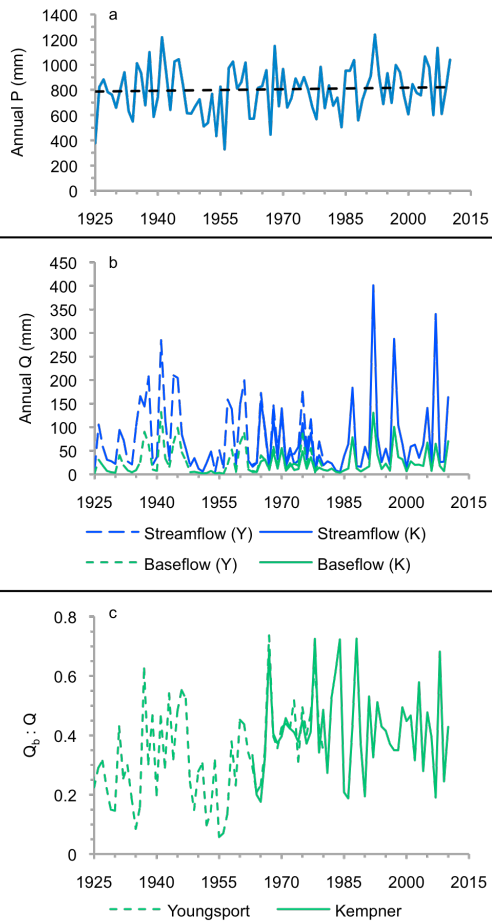 a
1400
1200
1000
800
600
400
200
0
Annual P (mm)
1925 1940 1955 1970 1985 2000 2015
b
450
400
350
300
250
200
150
100
50
0
Annual Q (mm)
1925 1940 1955 1970 1985 2000 2015
Streamflow (Y) Streamflow (K)
Baseflow (Y) Baseflow (K)
c
0.8
0.6
0.4
0.2
0
Qb : Q
1925 1940 1955 1970 1985 2000 2015
Youngsport Kempner